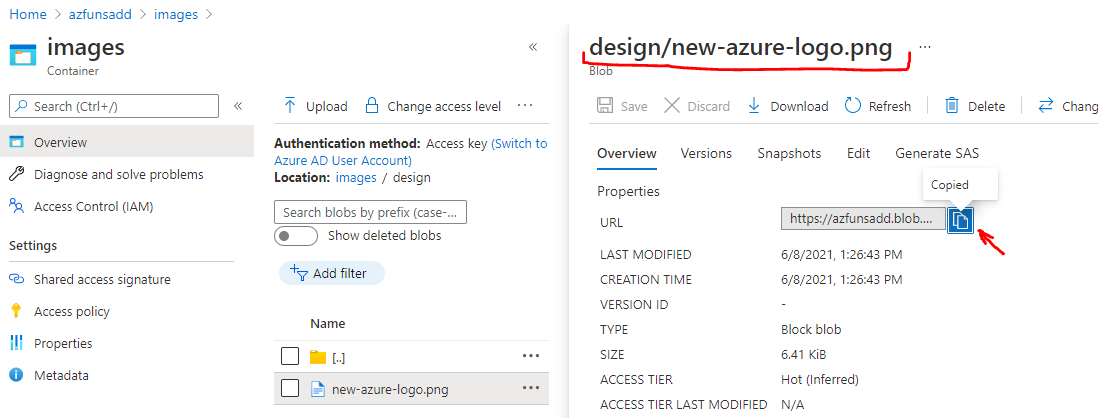 Home > azfunsadd > images >
images
Container
«
Search (Ctrl+/)
«
Overview
Diagnose and solve problems
Access Control (IAM)
Settings
Shared access signature
Access policy
Properties
Metadata
Upload
Change access level
...
Authentication method: Access key (Switch to
Azure AD User Account)
Location: images / design
Search blobs by prefix (case-...
Show deleted blobs
Add filter
Name
[..]
...
new-azure-logo.png
...
design/new-azure-logo.png
...
Blob
Save
Discard
Download
Refresh
Delete
Chang
Overview
Versions
Snapshots
Edit
Generate SAS
Copied
Properties
URL
https://azfunsadd.blob....
LAST MODIFIED
6/8/2021, 1:26:43 PM
CREATION TIME
6/8/2021, 1:26:43 PM
VERSION ID
-
TYPE
Block blob
SIZE
6.41 KiB
ACCESS TIER
Hot (Inferred)
ACCESS TIER LAST MODIFIED
N/A